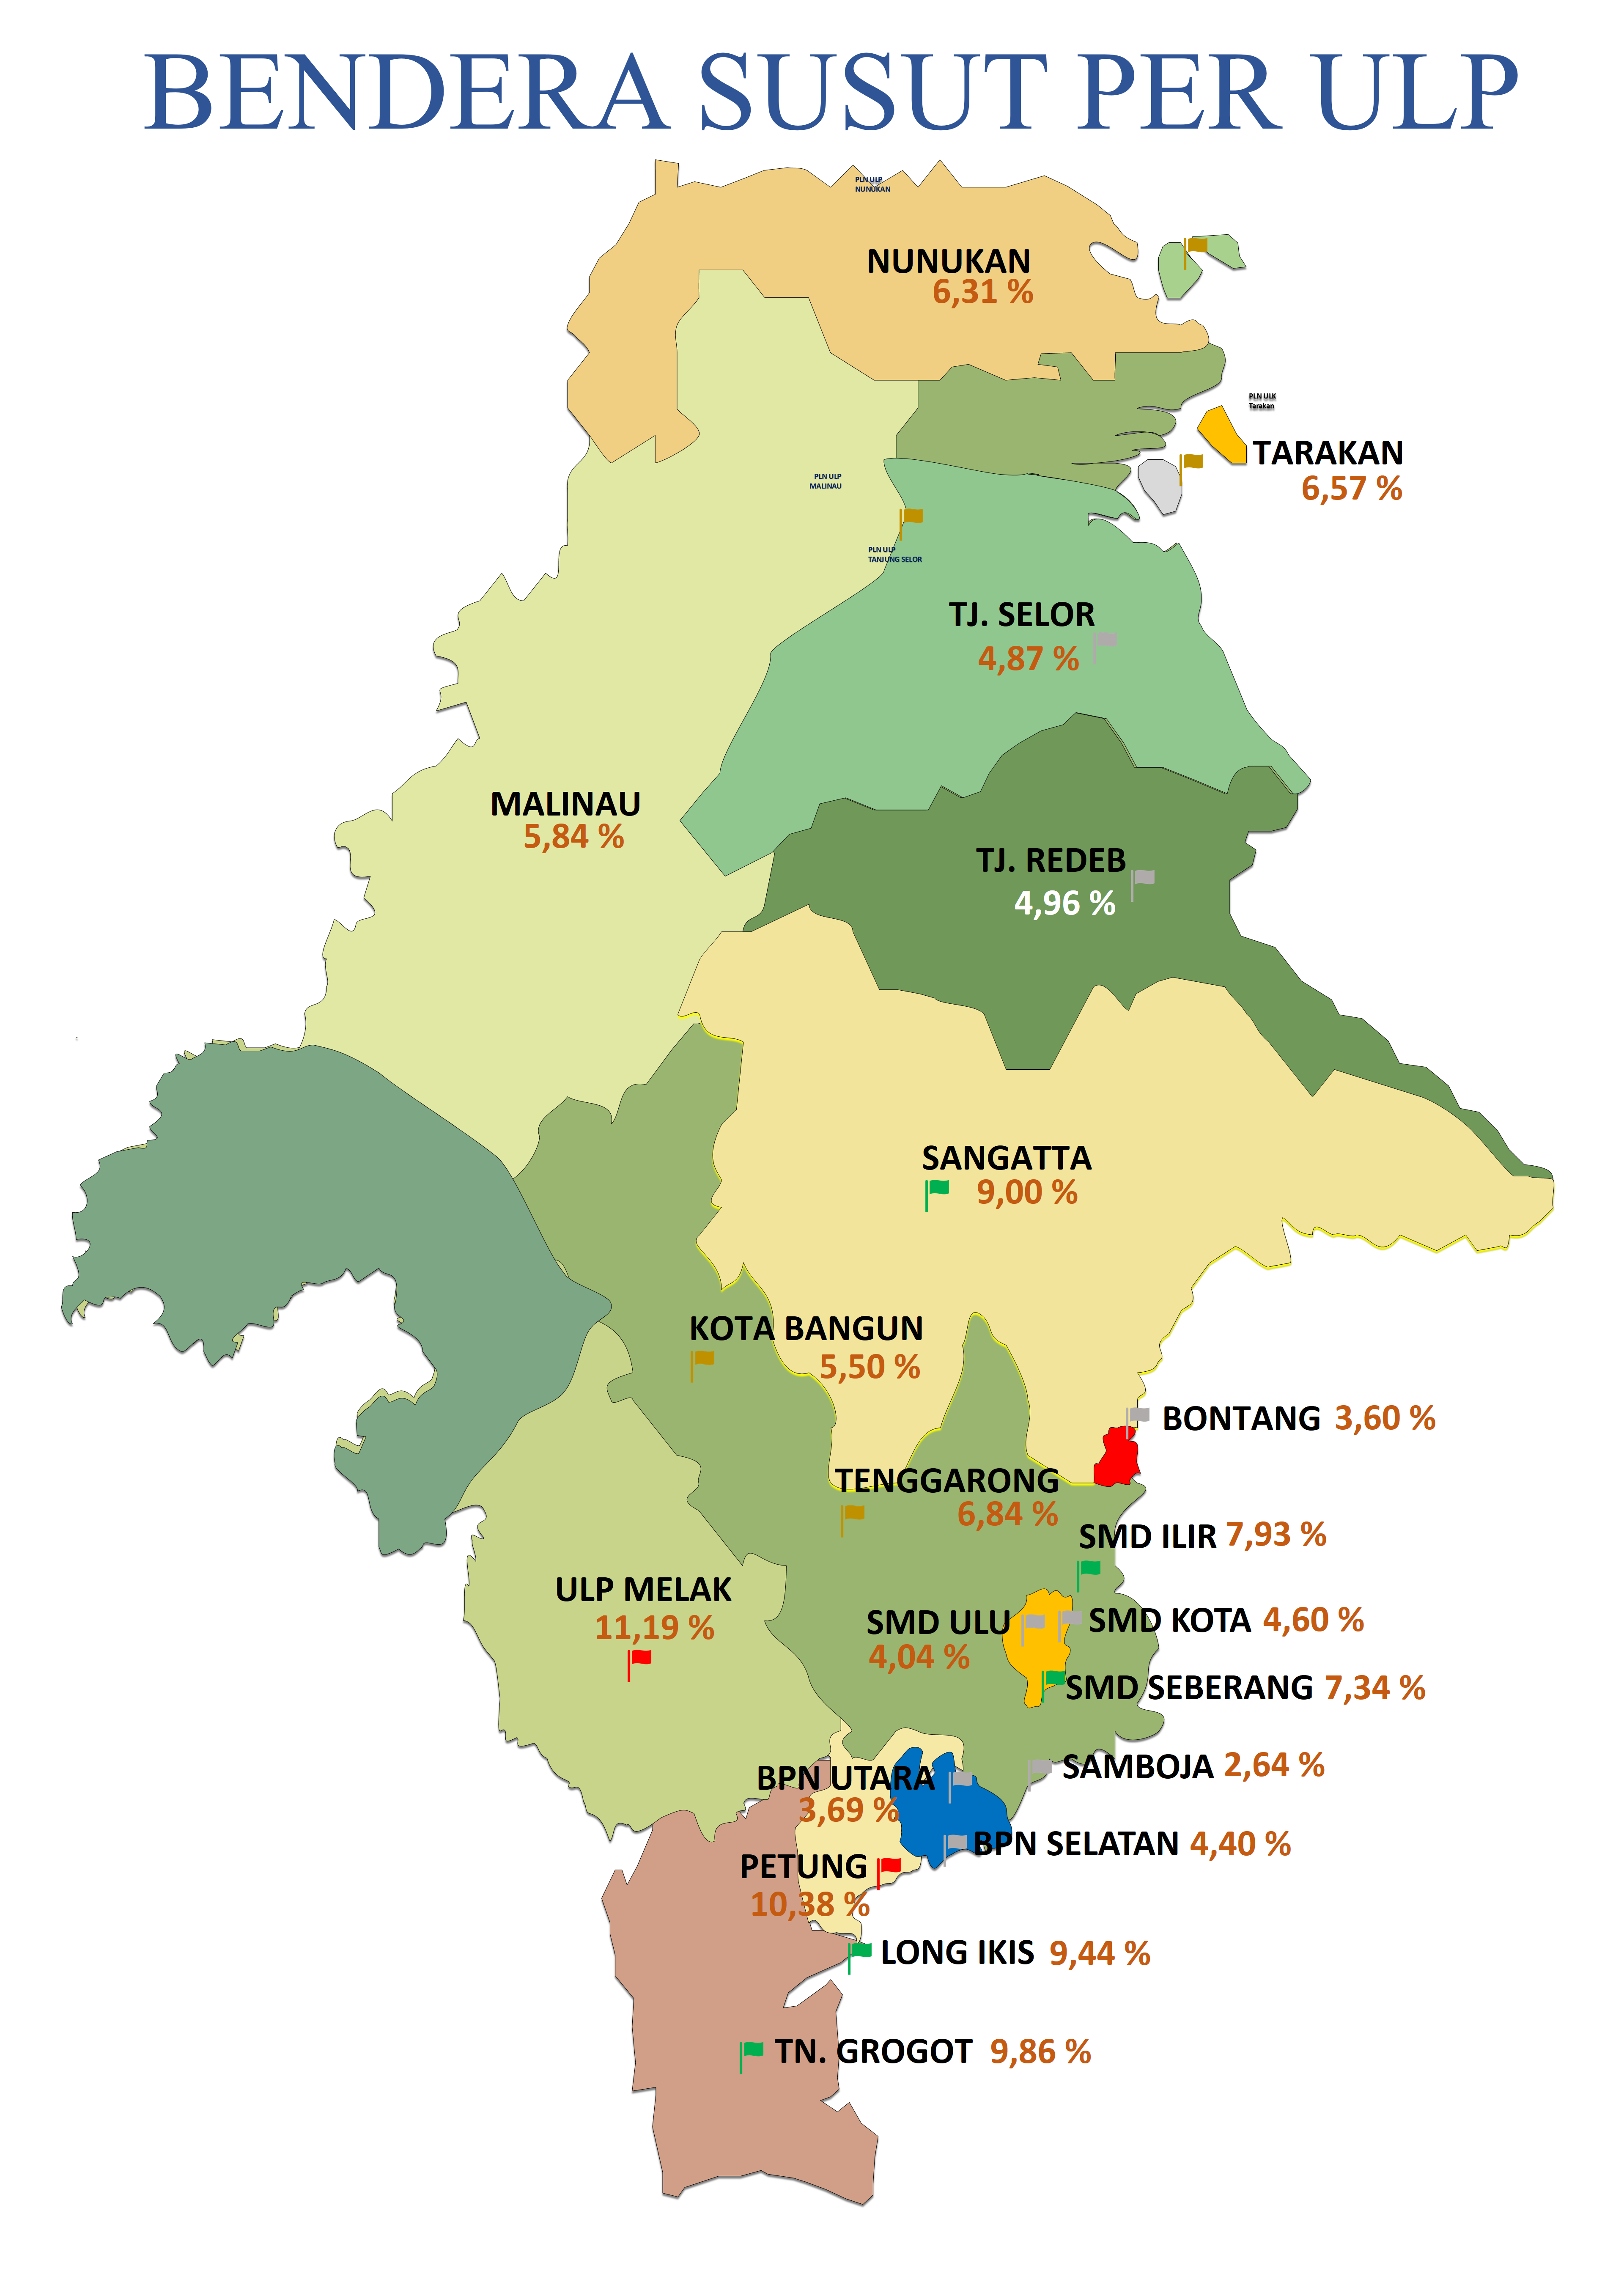 BENDERA SUSUT PER ULP
PLN ULP
NUNUKAN
NUNUKAN
6,31 %
PLN ULK
Tarakan
TARAKAN
6,57 %
PLN ULP
MALINAU
PLN ULP
TANJUNG SELOR
TJ. SELOR
4,87 %
MALINAU
5,84 %
TJ. REDEB
4,96 %
SANGATTA
9,00 %
KOTA BANGUN
5,50 %
BONTANG 3,60 %
TENGGARONG
6,84 %
SMD ILIR 7,93 %
ULP MELAK
11,19 %
SMD ULU
4,04 %
SMD KOTA 4,60 %
SMD SEBERANG 7,34 %
SAMBOJA 2,64 %
BPN UTARA
3,69 %
BPN SELATAN 4,40 %
PETUNG
10,38 %
LONG IKIS 9,44 %
TN. GROGOT 9,86 %